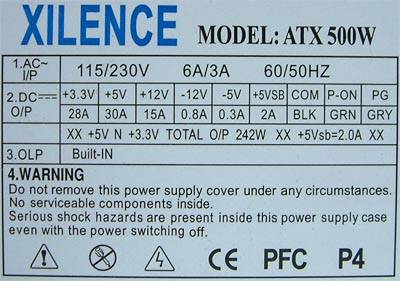 XILENCE MODEL: ATX 500W
1.AC~ I/P 115/230V 6A/3A 60/50HZ
2.DC O/P +3.3V +5V +12V -12V -5V +5VSB COM P-ON PG
28A 30A 15A 0.8A 0.3A 2A BLK GRN GRY
XX +5V N +3.3V TOTAL O/P 242W XX +5Vsb=2.0A XX
3.OLP Built-IN
4.WARNING
Do not remove this power supply cover under any circumstances.
No serviceable components inside.
Serious shock hazards are present inside this power supply case
even with the power switching off.
CE PFC P4